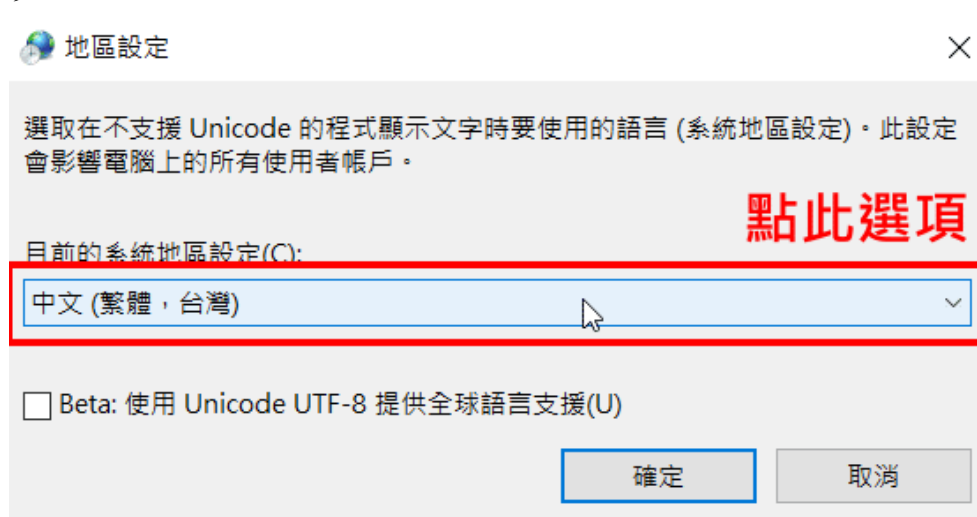 地區設定
選取在不支援 Unicode 的程式顯示文字時要使用的語言 (系統地區設定)。此設定
會影響電腦上的所有使用者帳戶。
點此選項
目前的系統地區設定(C):
中文 (繁體，台灣)
Beta: 使用 Unicode UTF-8 提供全球語言支援(U)
確定
取消